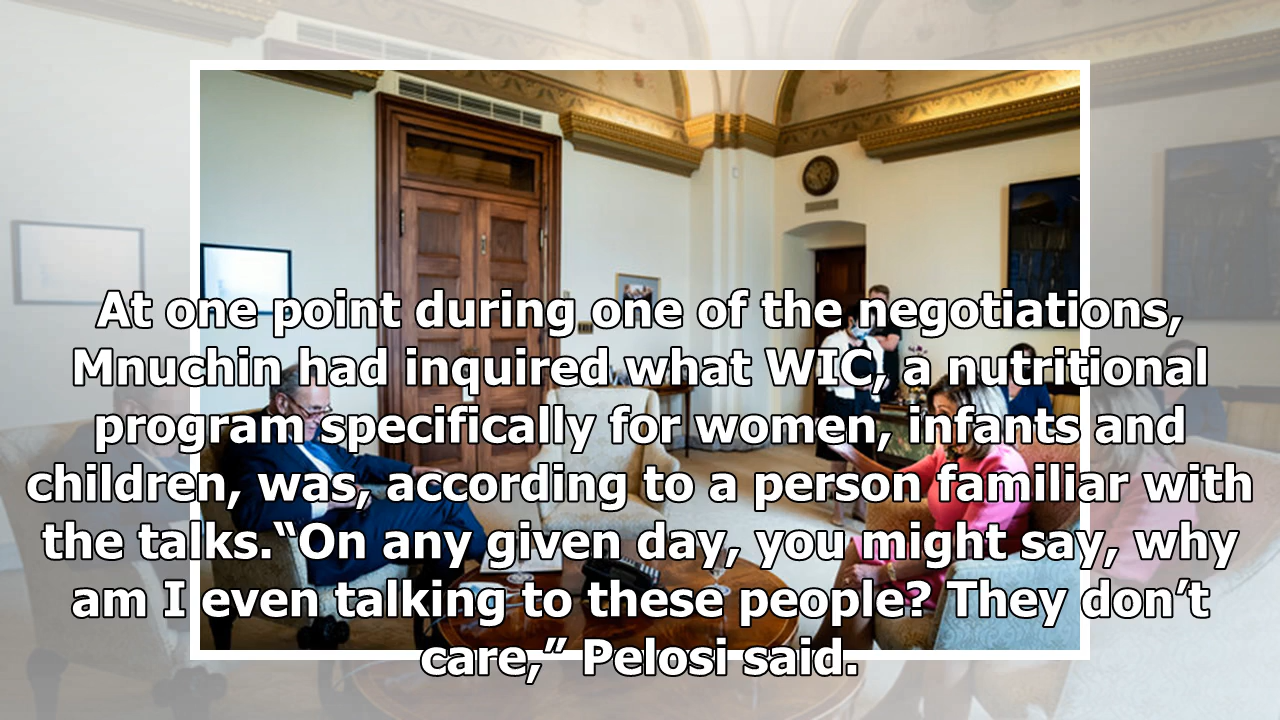 At one point during one of the negotiations,
Mnuchin had inquired what WIC, a nutritional
program specifically for women, infants and
children, was, according to a person familiar with
the talks.“On any given day, you might say, why
am I even talking to these people? They don’t
care,” Pelosi said.